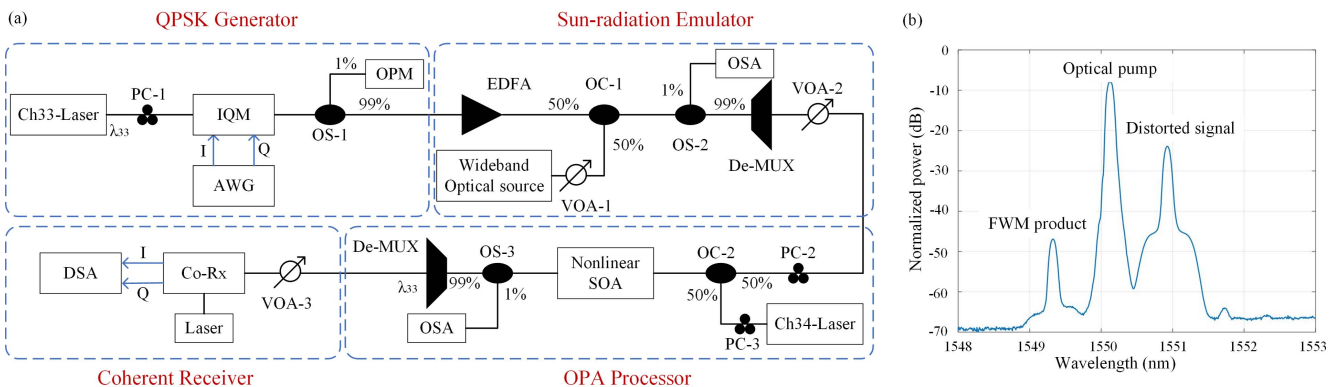 (a)
QPSK Generator
Sun-radiation Emulator
1%
OPM
Ch33-Laser
PC-1
λ33
IQM
I
Q
AWG
OS-1
99%
EDFA
50%
OC-1
50%
Wideband
Optical source
VOA-1
OSA
1%
99%
OS-2
De-MUX
VOA-2
DSA
I
Q
Co-Rx
Laser
VOA-3
De-MUX
λ33
99%
OS-3
1%
OSA
Nonlinear
SOA
OC-2
50%
50%
PC-2
PC-3
Ch34-Laser
Coherent Receiver
OPA Processor
(b)
Normalized power (dB)
0
-10
-20
-30
-40
-50
-60
-70
Optical pump
Distorted signal
FWM product
1548
1549
1550
1551
1552
1553
Wavelength (nm)